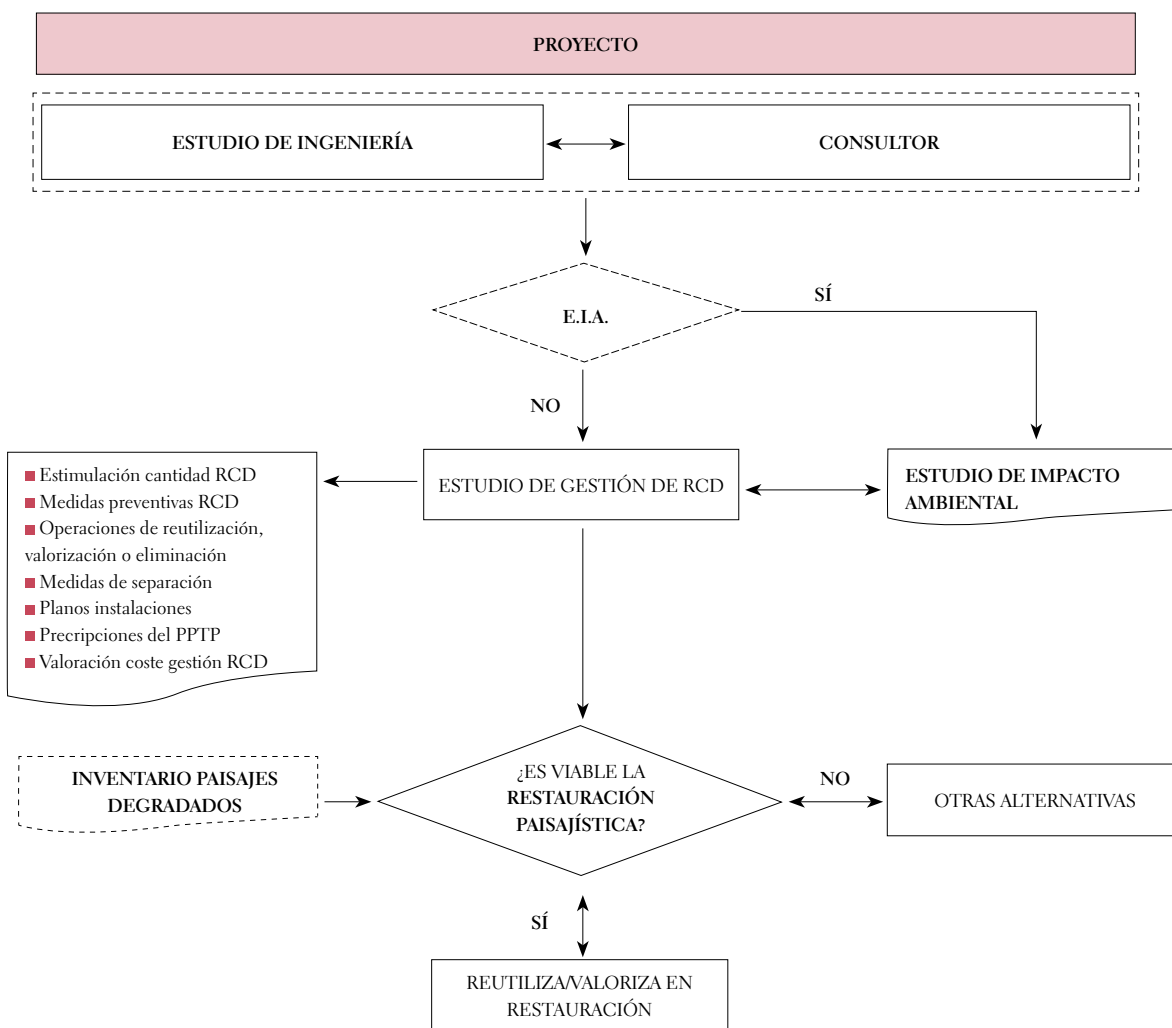 PROYECTO
ESTUDIO DE INGENIERÍA
CONSULTOR
E.I.A.
SÍ
NO
■ Estimulación cantidad RCD
■ Medidas preventivas RCD
■ Operaciones de reutilización,
valorización o eliminación
■ Medidas de separación
■ Planos instalaciones
■ Precripciones del PPTP
■ Valoración coste gestión RCD
ESTUDIO DE GESTIÓN DE RCD
ESTUDIO DE IMPACTO
AMBIENTAL
INVENTARIO PAISAJES
DEGRADADOS
¿ES VIABLE LA
RESTAURACIÓN
PAISAJÍSTICA?
NO
OTRAS ALTERNATIVAS
SÍ
REUTILIZA/VALORIZA EN
RESTAURACIÓN